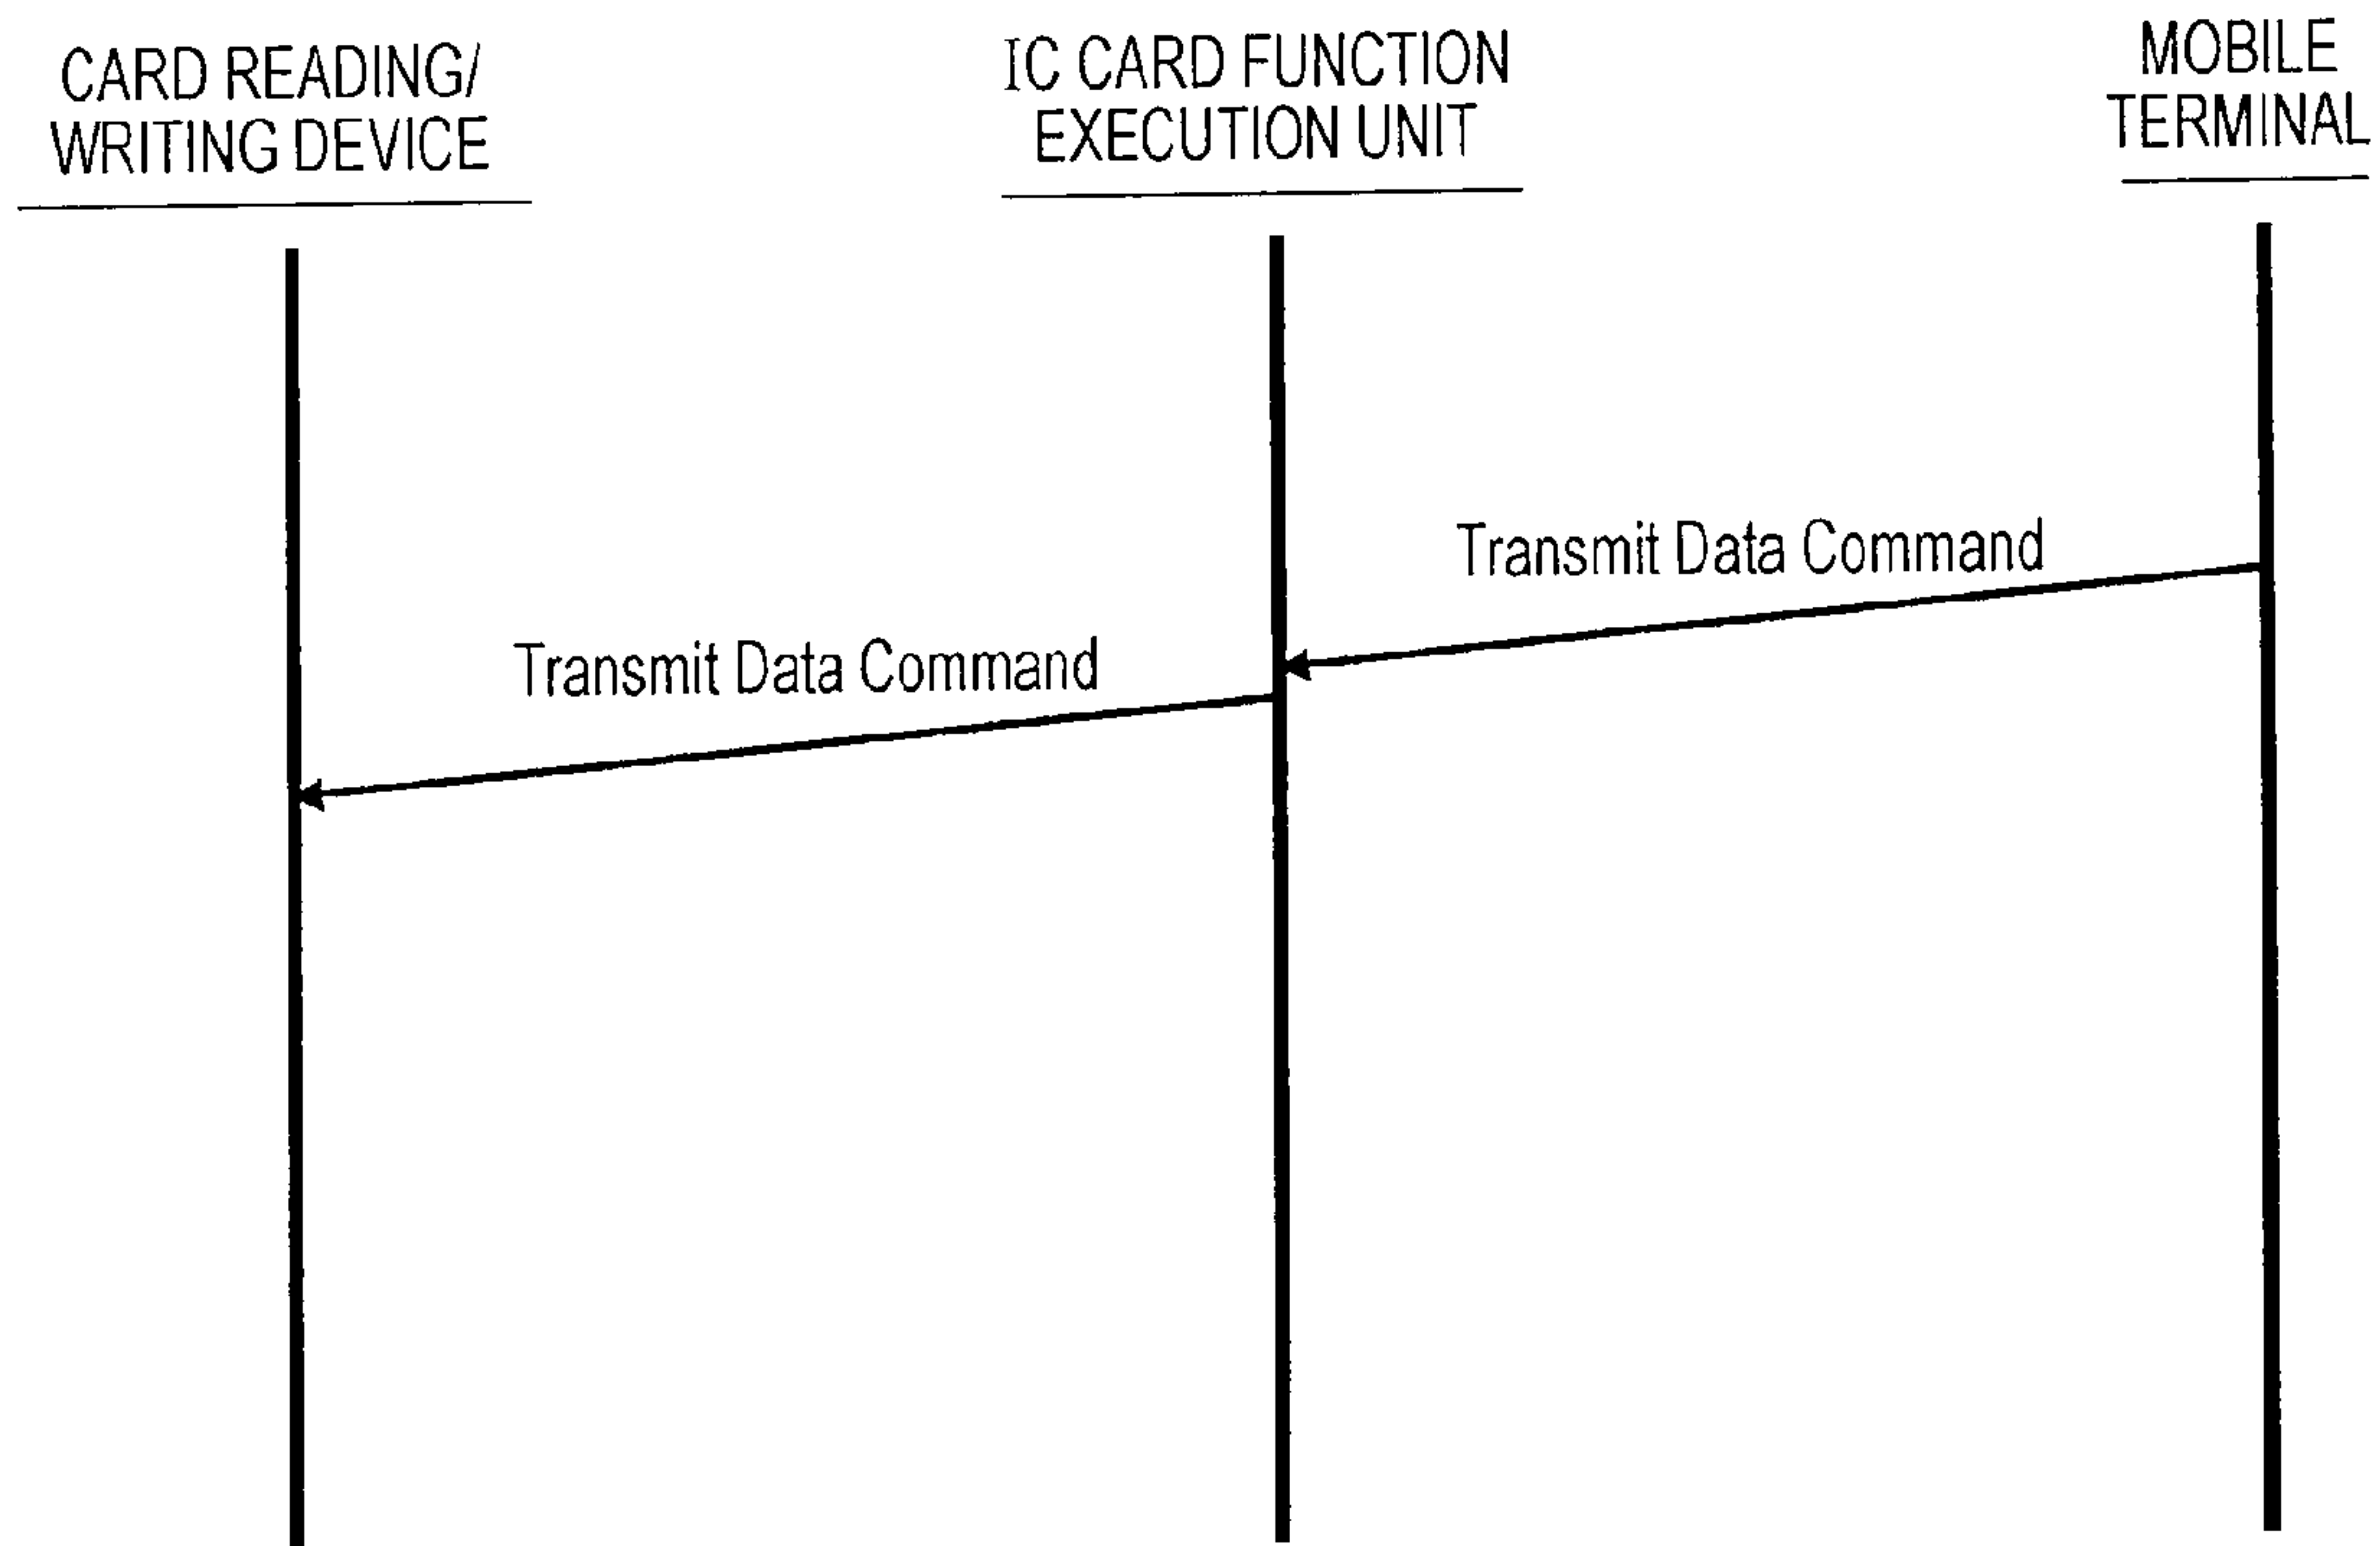 CARD READING/
WRITING DEVICE
IC CARD FUNCTION
EXECUTION UNIT
MOBILE
TERMINAL
Transmit Data Command
Transmit Data Command